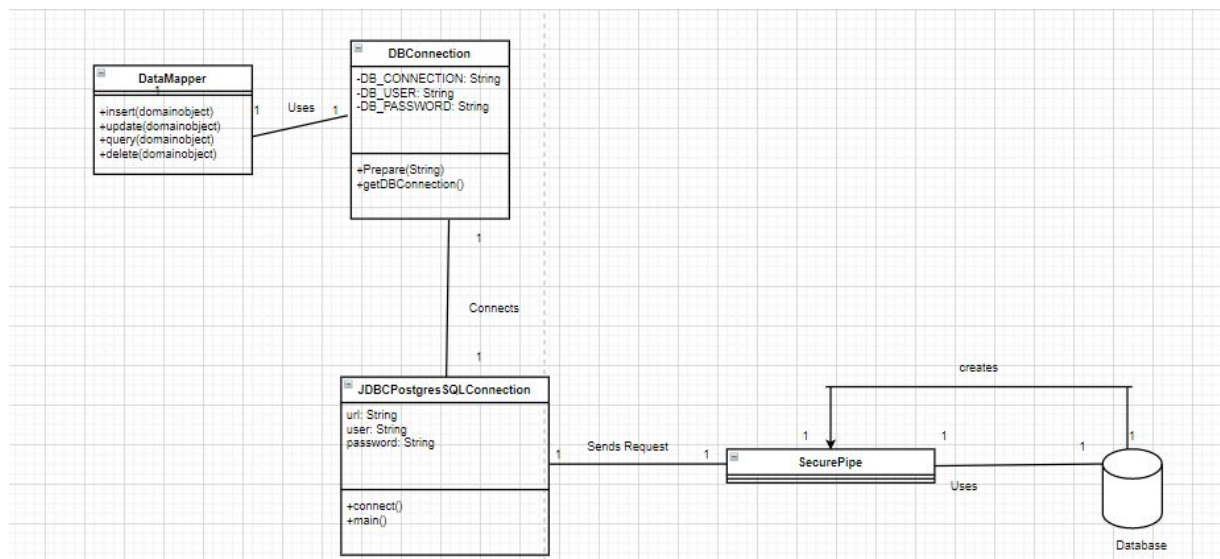 DBConnection
-DB_CONNECTION: String
-DB_USER: String
-DB_PASSWORD: String
+Prepare(String)
+getDBConnection()
DataMapper
1
+insert(domainobject)
+update(domainobject)
+query(domainobject)
+delete(domainobject)
1
Uses
1
1
Connects
1
JDBCPostgresSQLConnection
url: String
user: String
password: String
+connect()
+main()
1
Sends Request
1
SecurePipe
creates
1
1
1
1
Uses
Database